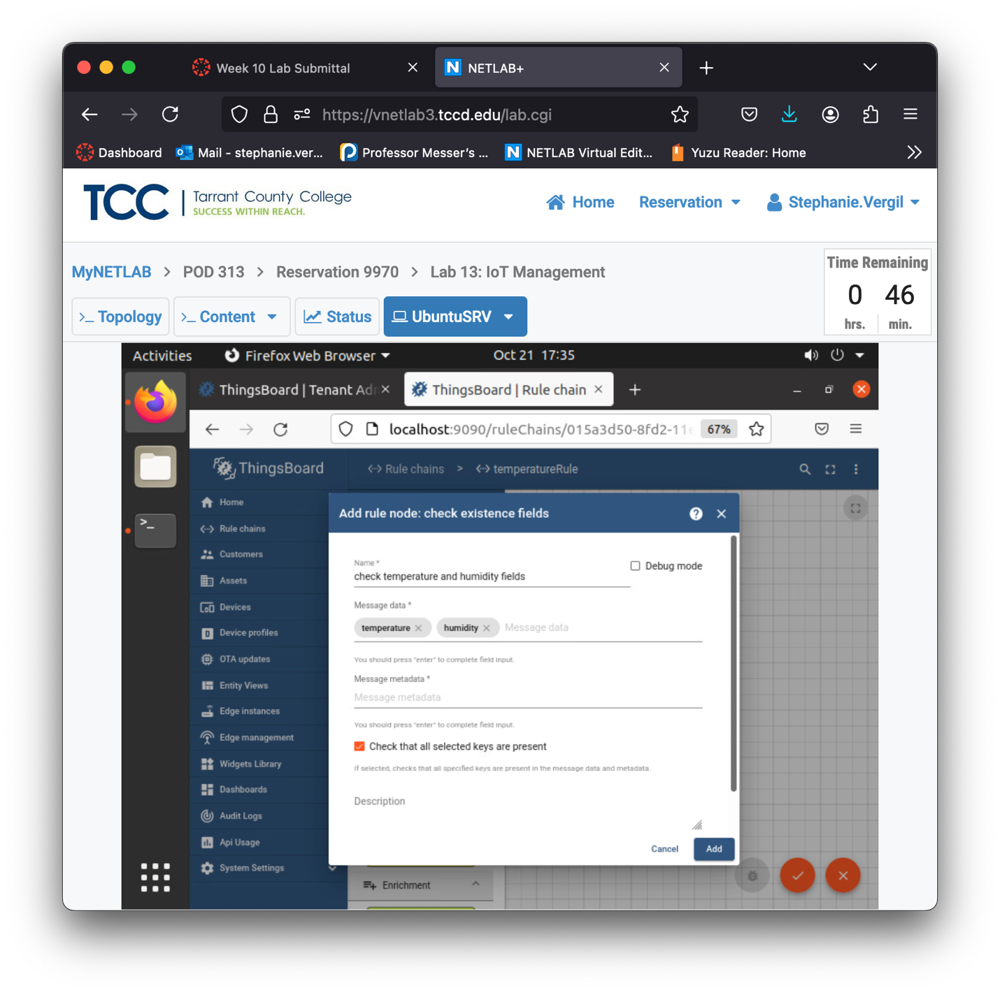 Week 10 Lab Submittal
NETLAB+
https://vnetlab3.tccd.edu/lab.cgi
Dashboard
Mail - stephanie.ver...
Professor Messer's ...
NETLAB Virtual Edit...
Yuzu Reader: Home
TCC
Tarrant County College
SUCCESS WITHIN REACH.
Home
Reservation
Stephanie.Vergil
MyNETLAB > POD 313 > Reservation 9970 > Lab 13: IoT Management
Time Remaining
0 46
hrs. min.
>_ Topology
>_ Content
Status
UbuntuSRV
Activities
Firefox Web Browser
Oct 21 17:35
ThingsBoard | Tenant Adm
ThingsBoard | Rule chain
localhost:9090/ruleChains/015a3d50-8fd2-11e
67%
ThingsBoard
Rule chains > temperatureRule
Home
Rule chains
Customers
Assets
Devices
Device profiles
OTA updates
Entity Views
Edge instances
Edge management
Widgets Library
Dashboards
Audit Logs
Api Usage
System Settings
Add rule node: check existence fields
Name *
check temperature and humidity fields
Debug mode
Message data *
temperature
humidity
Message data
You should press "enter" to complete field input.
Message metadata *
Message metadata
You should press "enter" to complete field input.
Check that all selected keys are present
If selected, checks that all specified keys are present in the message data and metadata.
Description
Cancel
Add
Enrichment